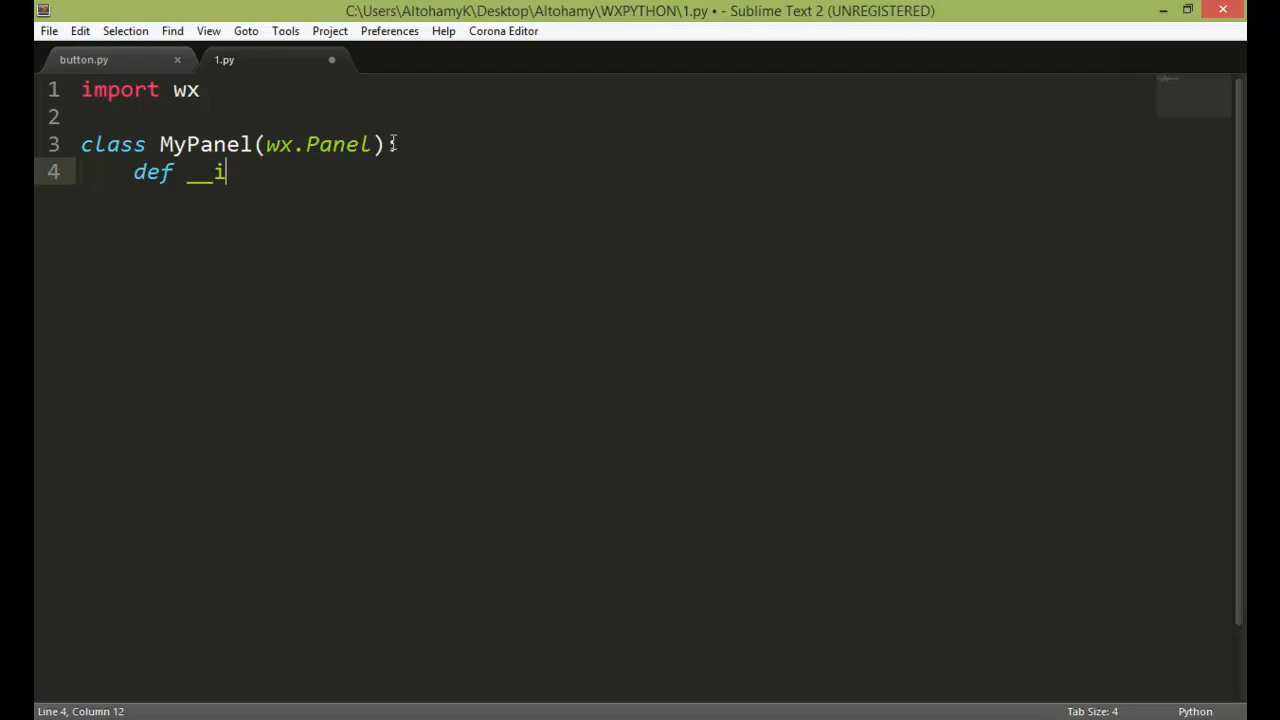 C:\Users\AltohamyK\Desktop\Altohamy\WXPYTHON\1.py • - Sublime Text 2 (UNREGISTERED)
File Edit Selection Find View Goto Tools Project Preferences Help Corona Editor
button.py 1.py
1 import wx
2
3 class MyPanel(wx.Panel):
4 def __i
Line 4, Column 12 Tab Size: 4 Python